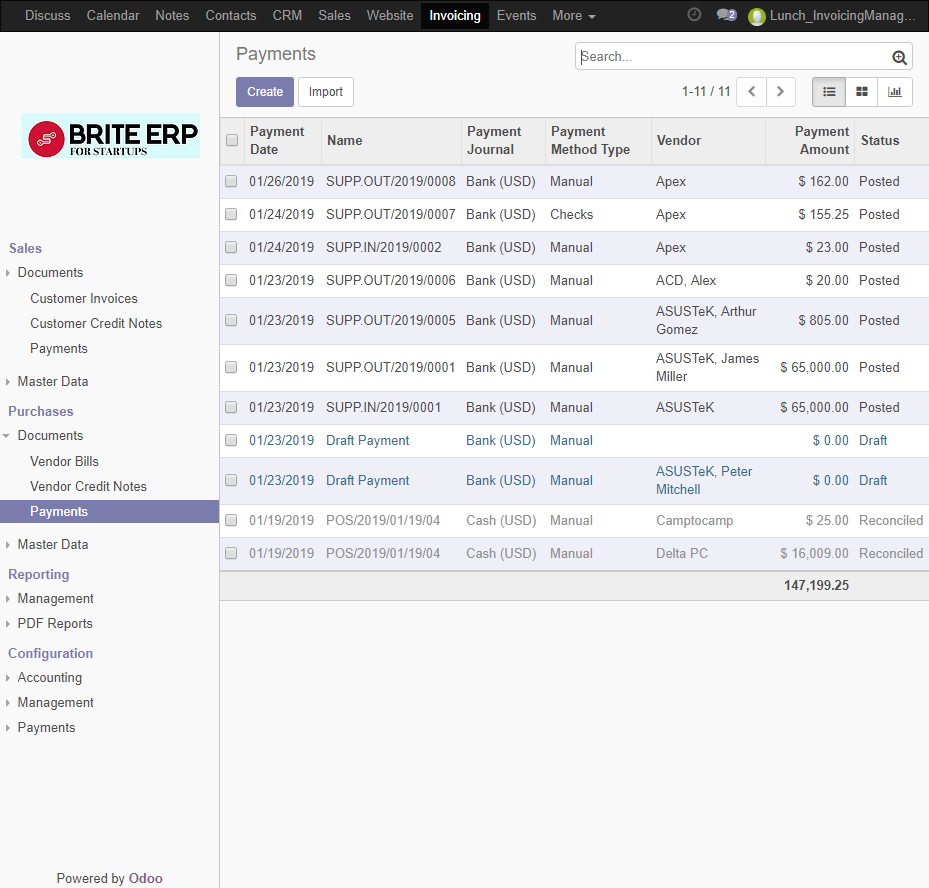 Discuss Calendar Notes Contacts CRM Sales Website Invoicing Events More 2 Lunch_InvoicingManag...
Payments
Search...
Create Import 1-11 / 11
BRITE ERP
FOR STARTUPS
Sales
Documents
Customer Invoices
Customer Credit Notes
Payments
Master Data
Purchases
Documents
Vendor Bills
Vendor Credit Notes
Payments
Master Data
Reporting
Management
PDF Reports
Configuration
Accounting
Management
Payments
Powered by Odoo
Payment Date Name Payment Journal Payment Method Type Vendor Payment Amount Status
01/26/2019 SUPP.OUT/2019/0008 Bank (USD) Manual Apex $ 162.00 Posted
01/24/2019 SUPP.OUT/2019/0007 Bank (USD) Checks Apex $ 155.25 Posted
01/24/2019 SUPP.IN/2019/0002 Bank (USD) Manual Apex $ 23.00 Posted
01/23/2019 SUPP.OUT/2019/0006 Bank (USD) Manual ACD, Alex $ 20.00 Posted
01/23/2019 SUPP.OUT/2019/0005 Bank (USD) Manual ASUSTeK, Arthur Gomez $ 805.00 Posted
01/23/2019 SUPP.OUT/2019/0001 Bank (USD) Manual ASUSTeK, James Miller $ 65,000.00 Posted
01/23/2019 SUPP.IN/2019/0001 Bank (USD) Manual ASUSTeK $ 65,000.00 Posted
01/23/2019 Draft Payment Bank (USD) Manual $ 0.00 Draft
01/23/2019 Draft Payment Bank (USD) Manual ASUSTeK, Peter Mitchell $ 0.00 Draft
01/19/2019 POS/2019/01/19/04 Cash (USD) Manual Camptocamp $ 25.00 Reconciled
01/19/2019 POS/2019/01/19/04 Cash (USD) Manual Delta PC $ 16,009.00 Reconciled
147,199.25